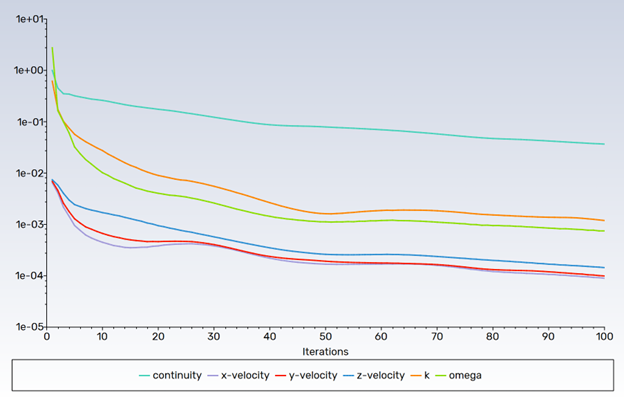 1e+01
1e+00
1e-01
1e-02
1e-03
1e-04
1e-05
0 10 20 30 40 50 60 70 80 90 100
Iterations
continuity x-velocity y-velocity z-velocity k omega